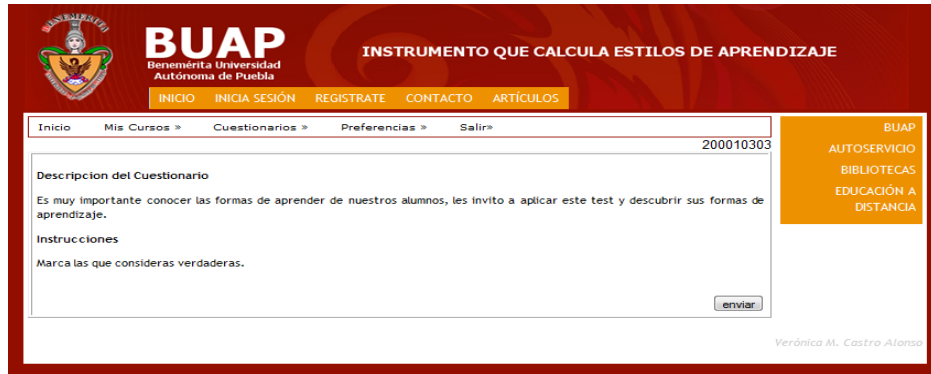 BENEMÉRITA
BUAP
Benemérita Universidad
Autónoma de Puebla
INSTRUMENTO QUE CALCULA ESTILOS DE APRENDIZAJE
INICIO INICIA SESIÓN REGISTRATE CONTACTO ARTÍCULOS
Inicio Mis Cursos » Cuestionarios » Preferencias » Salir»
200010303
Descripcion del Cuestionario
Es muy importante conocer las formas de aprender de nuestros alumnos, les invito a aplicar este test y descubrir sus formas de
aprendizaje.
Instrucciones
Marca las que consideras verdaderas.
enviar
BUAP
AUTOSERVICIO
BIBLIOTECAS
EDUCACIÓN A
DISTANCIA
Verónica M. Castro Alonso